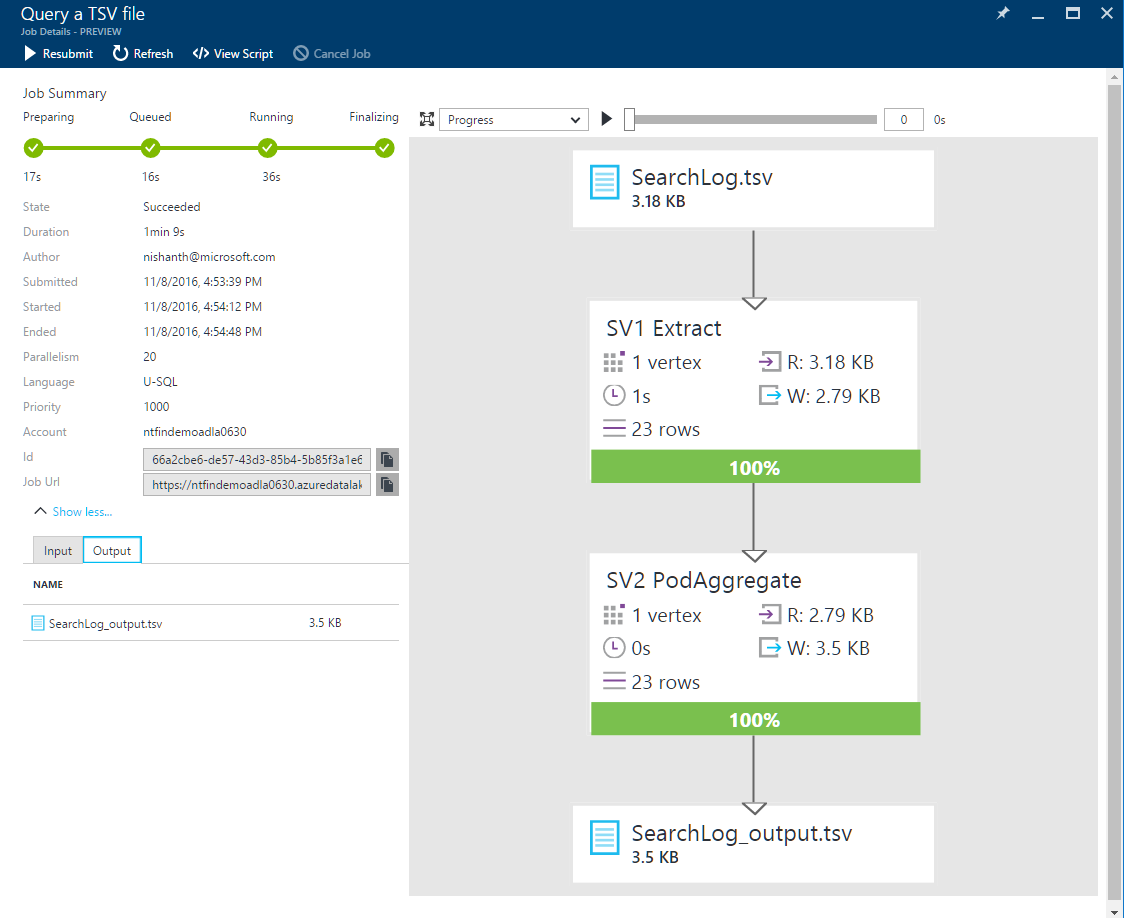 Query a TSV file
Job Details - PREVIEW
Resubmit Refresh View Script Cancel Job
Job Summary
Preparing Queued Running Finalizing
17s 16s 36s
State Succeeded
Duration 1min 9s
Author nishanth@microsoft.com
Submitted 11/8/2016, 4:53:39 PM
Started 11/8/2016, 4:54:12 PM
Ended 11/8/2016, 4:54:48 PM
Parallelism 20
Language U-SQL
Priority 1000
Account ntfindemoadla0630
Id 66a2cbe6-de57-43d3-85b4-5b85f3a1e6
Job Url https://ntfindemoadla0630.azuredatalak
Show less...
Input Output
NAME
SearchLog_output.tsv 3.5 KB
Progress 0 0s
SearchLog.tsv
3.18 KB
SV1 Extract
1 vertex R: 3.18 KB
1s W: 2.79 KB
23 rows
100%
SV2 PodAggregate
1 vertex R: 2.79 KB
0s W: 3.5 KB
23 rows
100%
SearchLog_output.tsv
3.5 KB